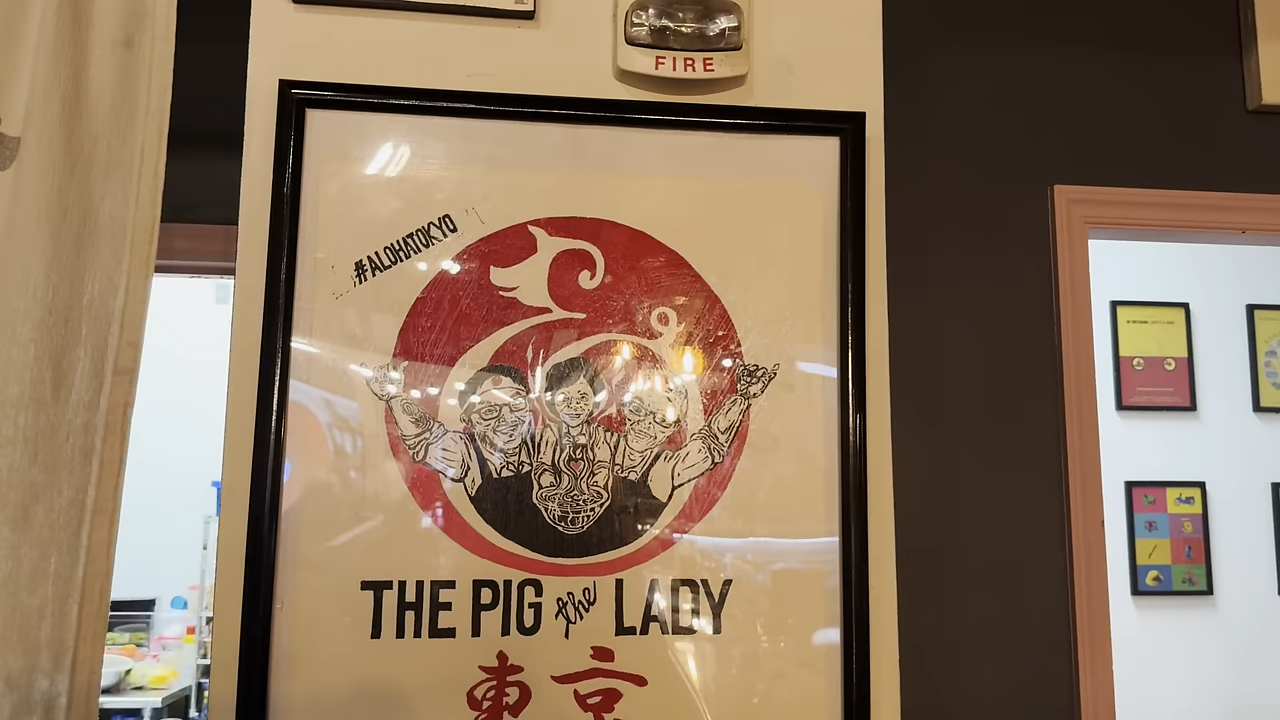 FIRE
#ALOHATOKYO
THE PIG the LADY
東京